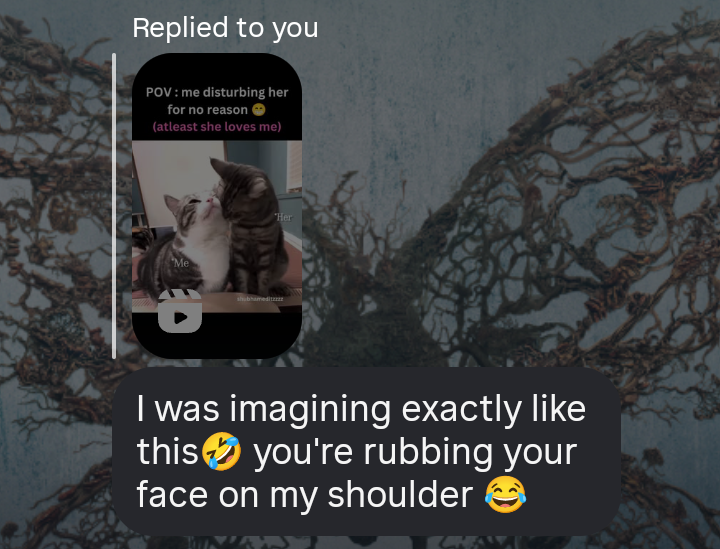 Replied to you
POV : me disturbing her
for no reason 😁
(atleast she loves me)
"Her
"Me
I was imagining exactly like
this🤣 you're rubbing your
face on my shoulder 😂